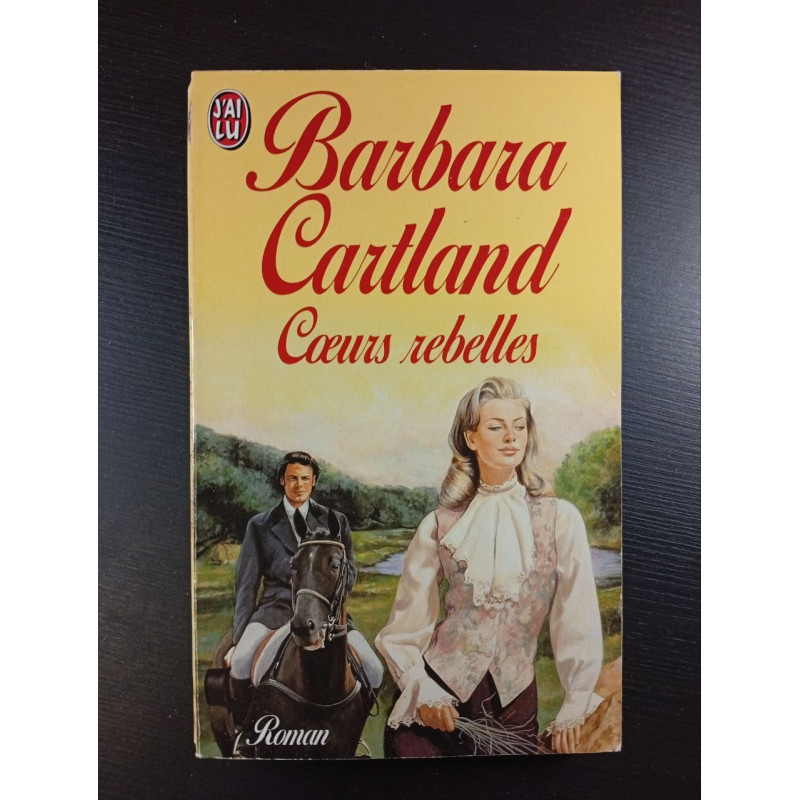 J'AI
LU
Barbara
Cartland
Cœurs rebelles
Roman